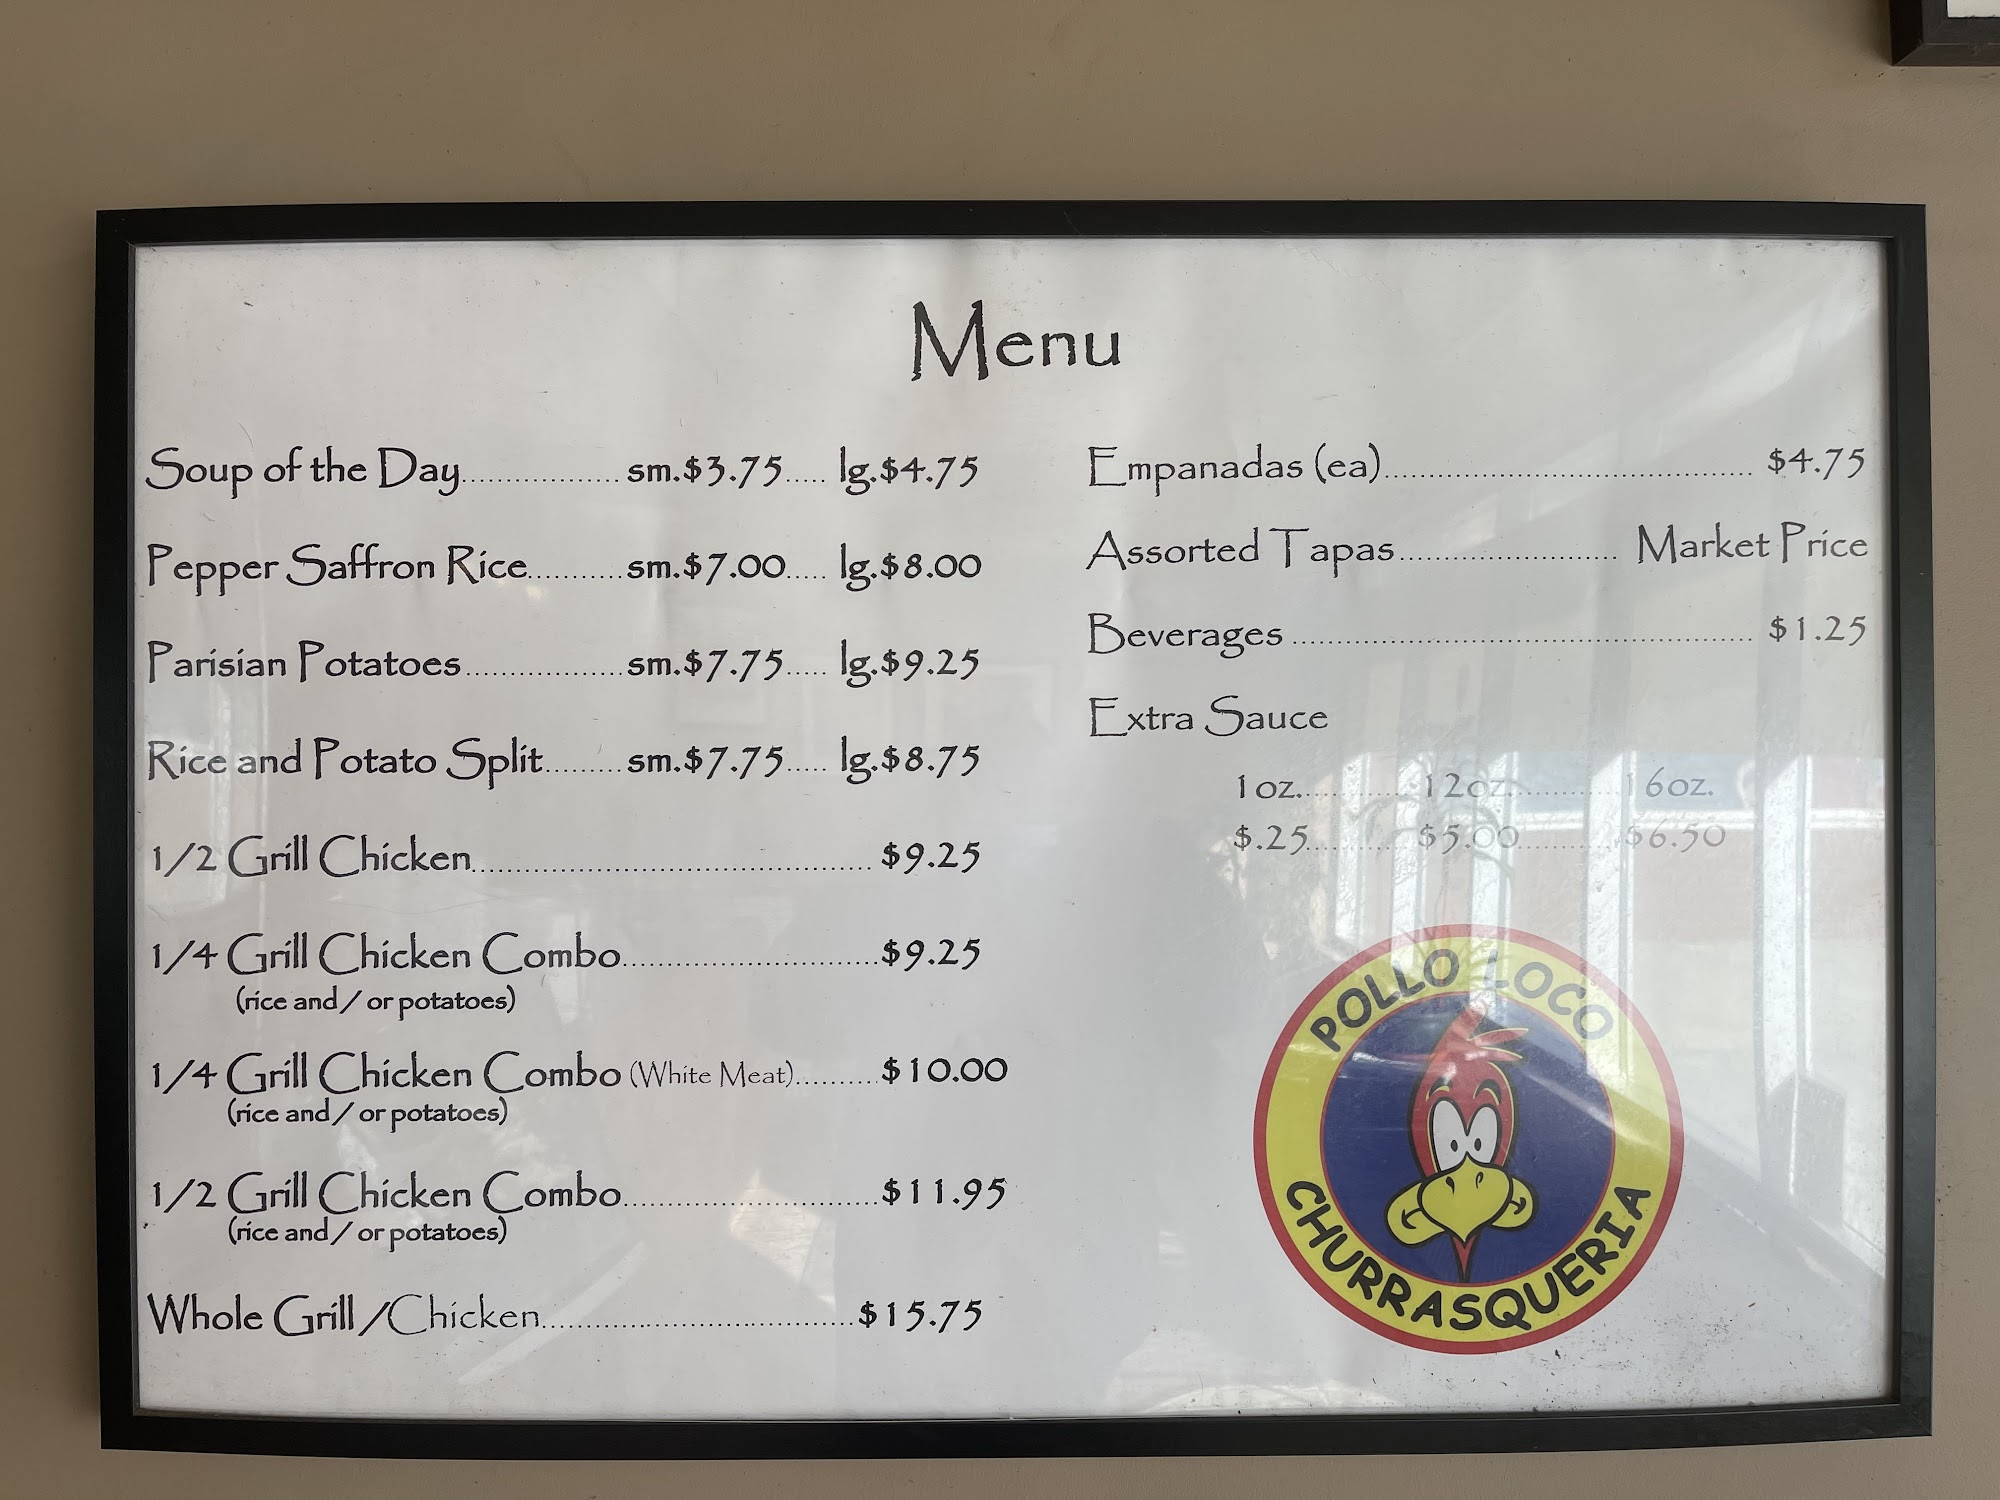 Menu
Soup of the Day.................. sm.$3.75..... lg.$4.75
Pepper Saffron Rice...........sm.$7.00..... lg.$8.00
Parisian Potatoes..................sm.$7.75..... lg.$9.25
Rice and Potato Split.........sm.$7.75..... lg.$8.75
1/2 Grill Chicken.............................................. $9.25
1/4 Grill Chicken Combo.............................$9.25
(rice and/ or potatoes)
1/4 Grill Chicken Combo (White Meat)..........$10.00
(rice and/ or potatoes)
1/2 Grill Chicken Combo.............................$11.95
(rice and/ or potatoes)
Whole Grill/Chicken...................................$15.75
Empanadas (ea)........................................... $4.75
Assorted Tapas......................... Market Price
Beverages ..................................................... $1.25
Extra Sauce
1oz.............12oz.............16oz.
$.25............$5.00............$6.50
POLLO LOCO
CHURRASQUERIA